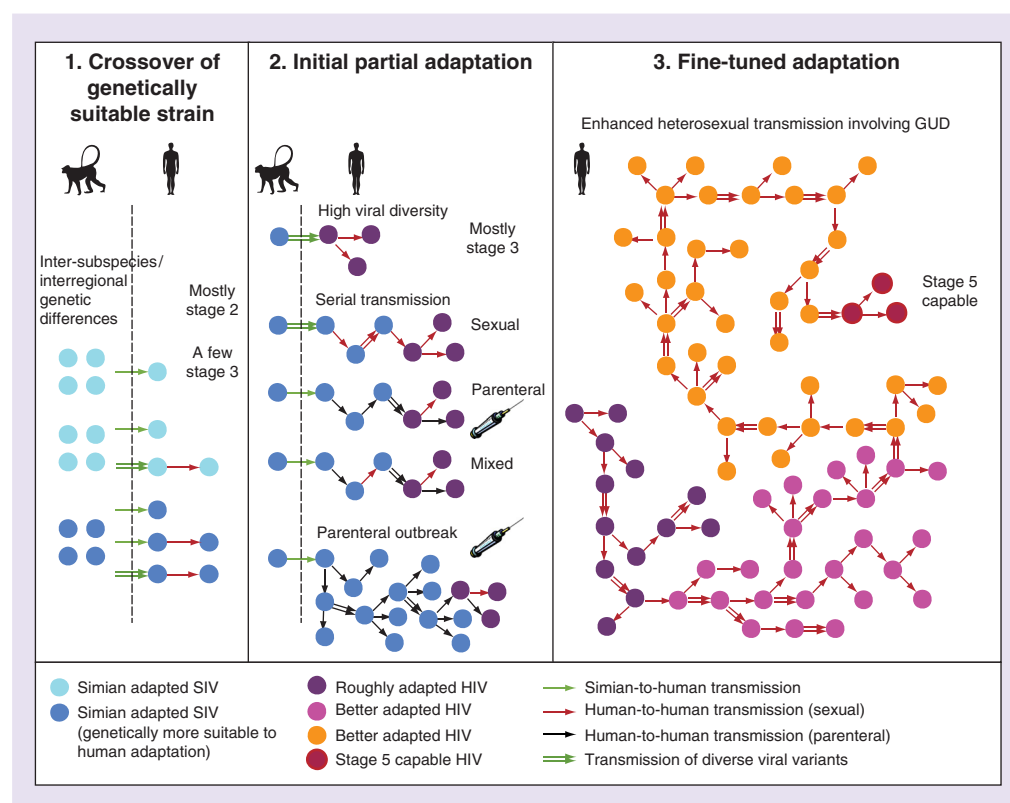 1. Crossover of
genetically
suitable strain
Inter-subspecies/
interregional
genetic
differences
Mostly
stage 2
A few
stage 3
2. Initial partial adaptation
High viral diversity
Mostly
stage 3
Serial transmission
Sexual
Parenteral
Mixed
Parenteral outbreak
3. Fine-tuned adaptation
Enhanced heterosexual transmission involving GUD
Stage 5
capable
Simian adapted SIV
Simian adapted SIV
(genetically more suitable to
human adaptation)
Roughly adapted HIV
Better adapted HIV
Better adapted HIV
Stage 5 capable HIV
Simian-to-human transmission
Human-to-human transmission (sexual)
Human-to-human transmission (parenteral)
Transmission of diverse viral variants